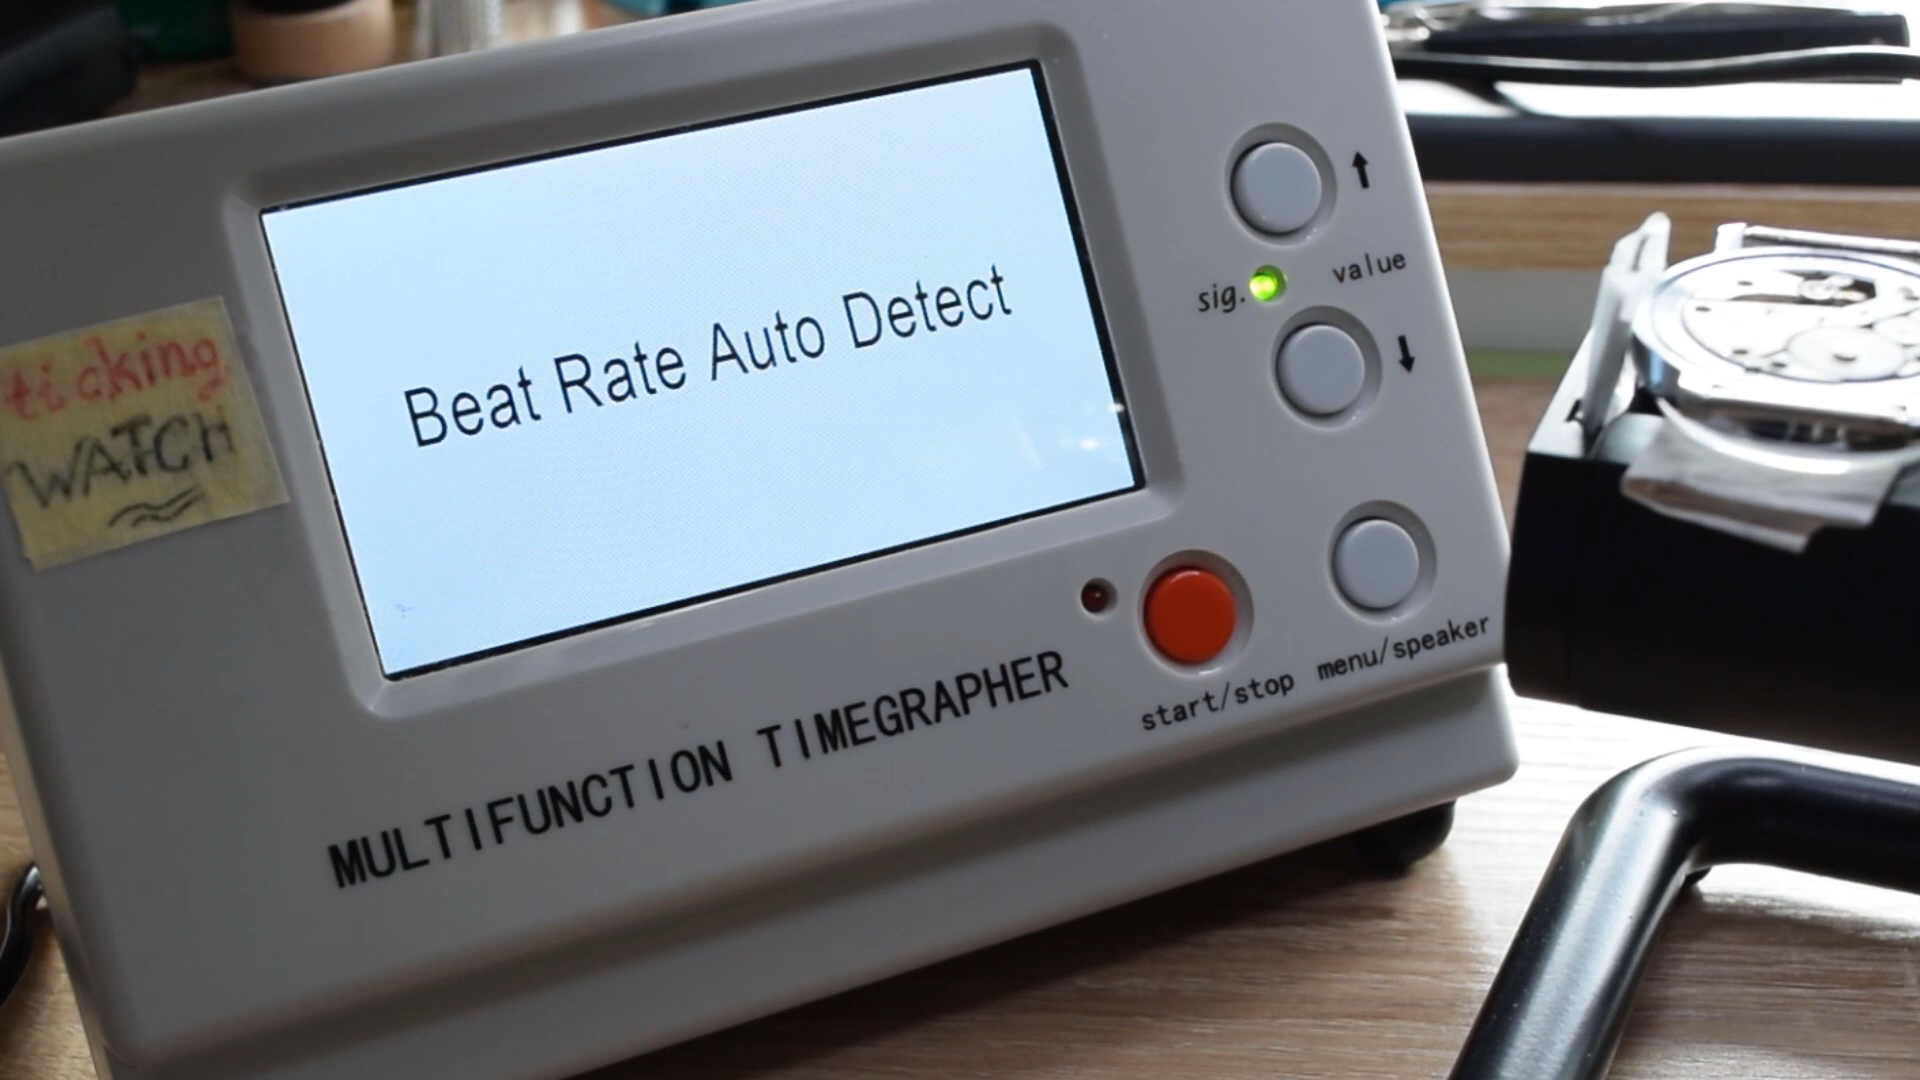 Beat Rate Auto Detect
value
sig.
ticking
WATCH
start/stop
menu/speaker
MULTIFUNCTION TIMEGRAPHER